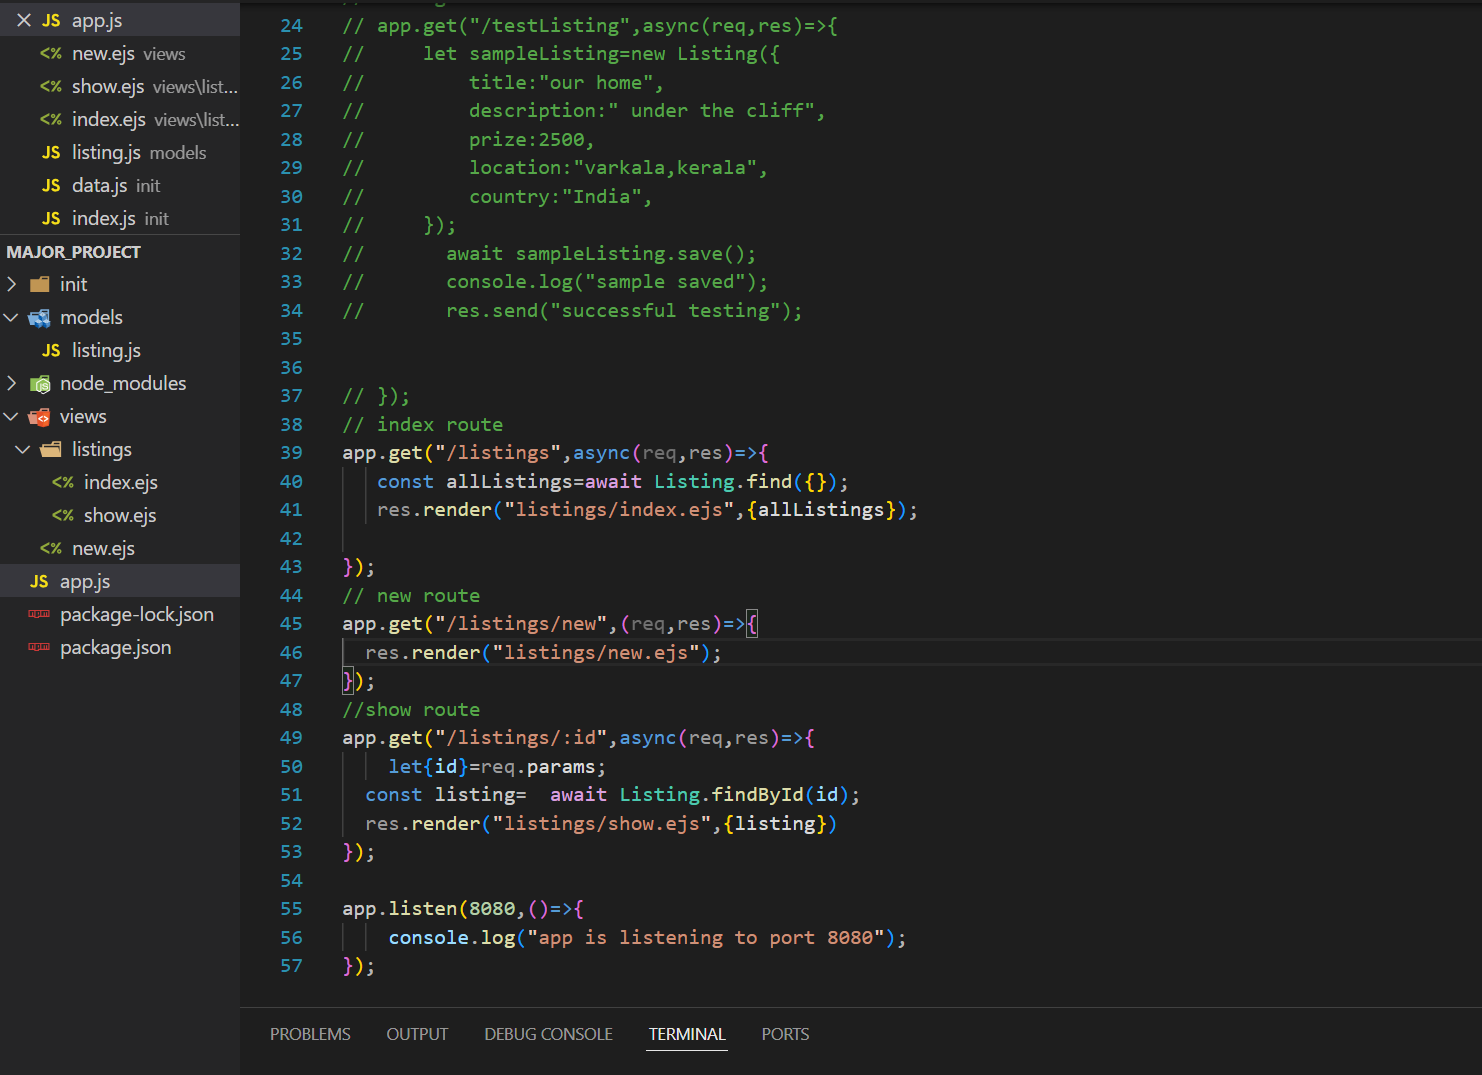 JS app.js
<% new.ejs views
<% show.ejs views\list...
<% index.ejs views\list...
JS listing.js models
JS data.js init
JS index.js init
MAJOR_PROJECT
init
models
JS listing.js
node_modules
views
listings
<% index.ejs
<% show.ejs
<% new.ejs
JS app.js
package-lock.json
package.json
24 // app.get("/testListing",async(req,res)=>{
25 //     let sampleListing=new Listing({
26 //         title:"our home",
27 //         description:" under the cliff",
28 //         prize:2500,
29 //         location:"varkala,kerala",
30 //         country:"India",
31 //     });
32 //       await sampleListing.save();
33 //       console.log("sample saved");
34 //       res.send("successful testing");
35
36
37 // });
38 // index route
39 app.get("/listings",async(req,res)=>{
40    const allListings=await Listing.find({});
41    res.render("listings/index.ejs",{allListings});
42
43 });
44 // new route
45 app.get("/listings/new",(req,res)=>{
46   res.render("listings/new.ejs");
47 });
48 //show route
49 app.get("/listings/:id",async(req,res)=>{
50     let{id}=req.params;
51   const listing=  await Listing.findById(id);
52   res.render("listings/show.ejs",{listing})
53 });
54
55 app.listen(8080,()=>{
56     console.log("app is listening to port 8080");
57 });
PROBLEMS OUTPUT DEBUG CONSOLE TERMINAL PORTS